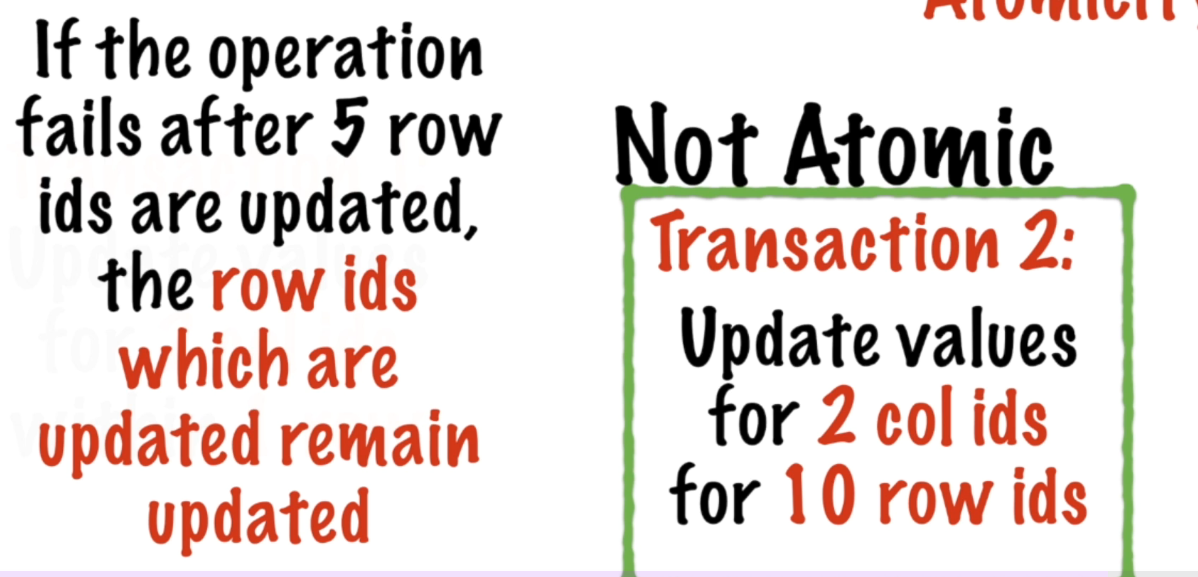 If the operation
fails after 5 row
ids are updated,
the row ids
which are
updated remain
updated
Atomicity
Not Atomic
Transaction 2:
Update values
for 2 col ids
for 10 row ids